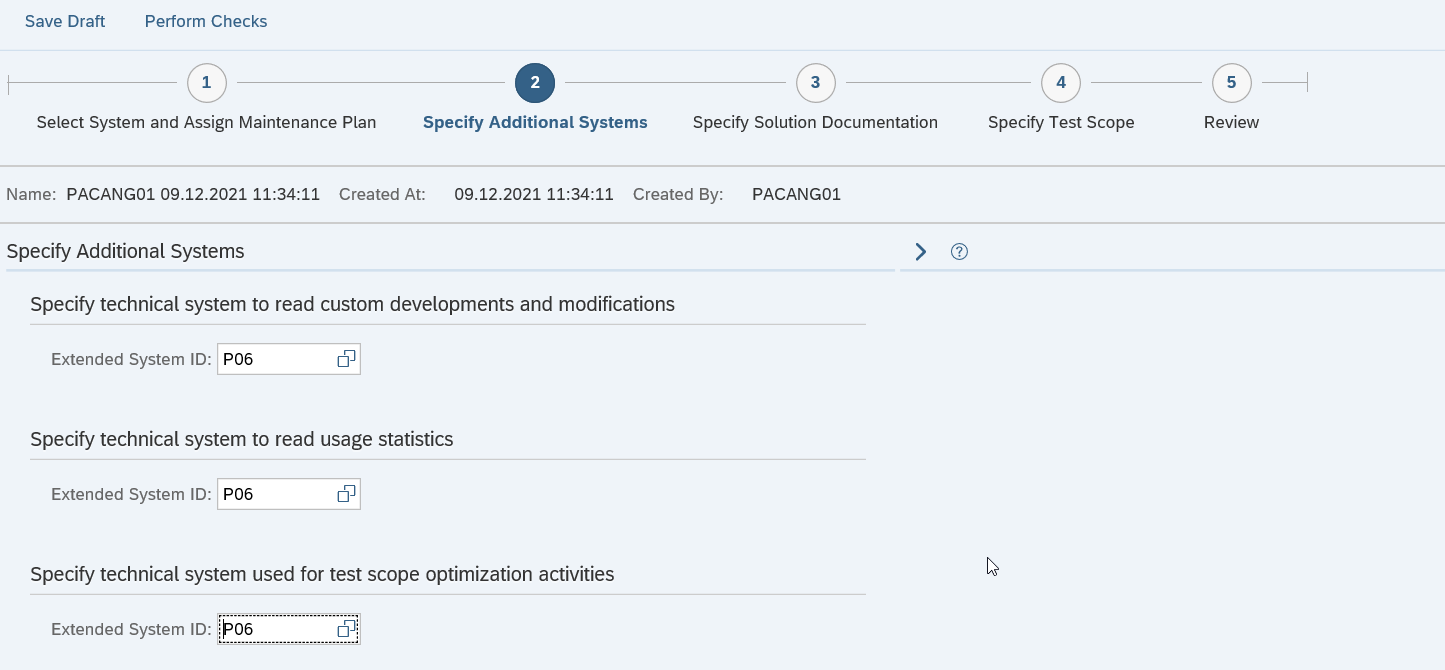 Save Draft Perform Checks
1 2 3 4 5
Select System and Assign Maintenance Plan Specify Additional Systems Specify Solution Documentation Specify Test Scope Review
Name: PACANG01 09.12.2021 11:34:11 Created At: 09.12.2021 11:34:11 Created By: PACANG01
Specify Additional Systems
Specify technical system to read custom developments and modifications
Extended System ID: P06
Specify technical system to read usage statistics
Extended System ID: P06
Specify technical system used for test scope optimization activities
Extended System ID: P06